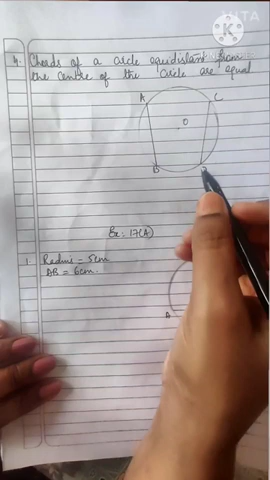 4. Chords of a circle equidistant from
the centre of the circle are equal
A
C
O
B
Ex: 17(A)
1. Radius = 5cm
AB = 6cm.
A
K